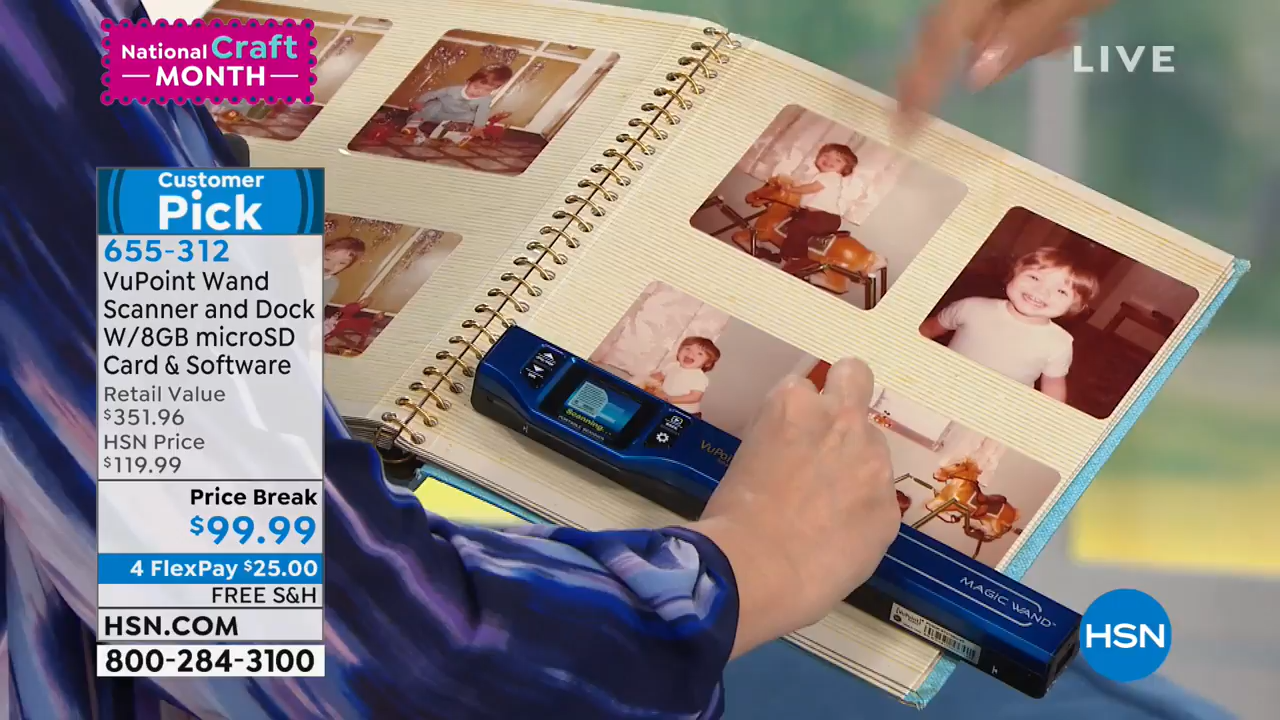 National Craft
MONTH
LIVE
Customer
Pick
655-312
VuPoint Wand
Scanner and Dock
W/8GB microSD
Card & Software
Retail Value
$351.96
HSN Price
$119.99
Price Break
$99.99
4 FlexPay $25.00
FREE S&H
HSN.COM
800-284-3100
Scanning...
VuPoi
MAGIC WAND™
HSN